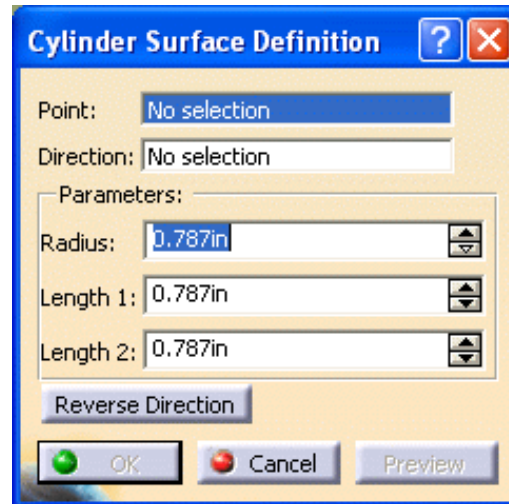 Cylinder Surface Definition ? X
Point: No selection
Direction: No selection
Parameters:
Radius: 0.787in
Length 1: 0.787in
Length 2: 0.787in
Reverse Direction
OK Cancel Preview